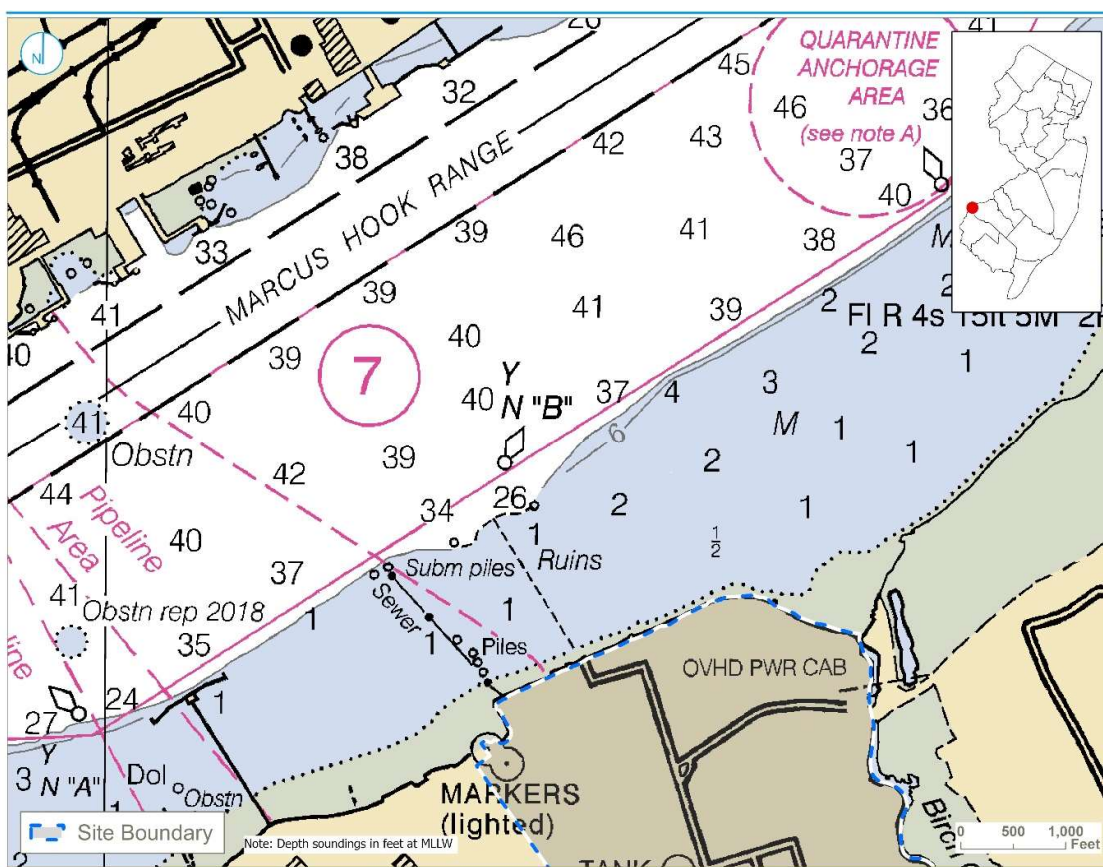 N
26
41
QUARANTINE
ANCHORAGE
AREA
(see note A)
45
46
36
32
43
42
37
38
40
MARCUS HOOK RANGE
33
39
46
41
38
M
39
41
2
2
40
41
40
39
39
Fl R 4s 15ft 5M
2
1
7
Y
N "B"
40
37
4
3
40
41
Obstn
M
1
1
42
39
2
44
Pipeline
Area
34
26
2
1
40
1
1/2
Ruins
37
Subm piles
41
Obstn rep 2018
Sewer
1
1
1
Piles
35
OVHD PWR CAB
24
1
27
Y
N "A"
3
Dol
Obstn
MARKERS
(lighted)
1
Birch
Site Boundary
Note: Depth soundings in feet at MLLW
0 500 1,000
Feet
2
TANK